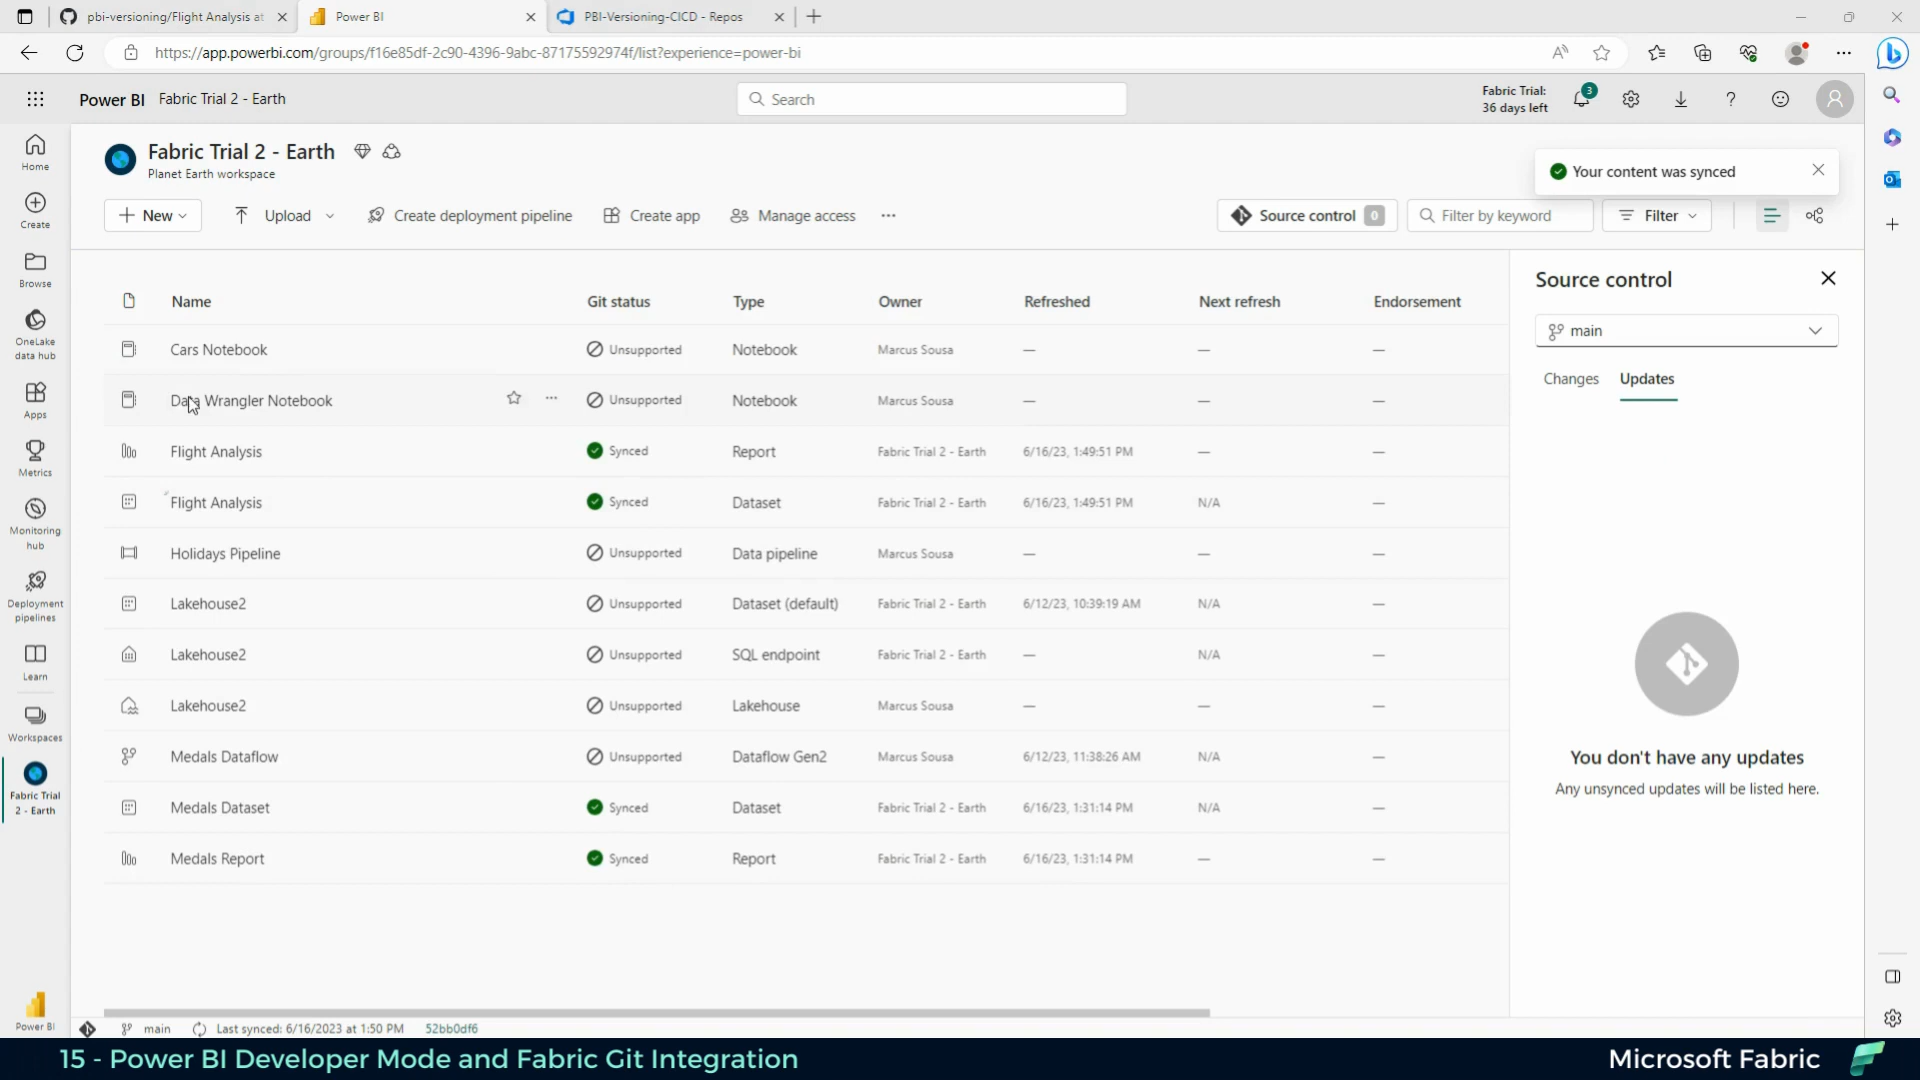 pbi-versioning/Flight Analysis at
Power BI
PBI-Versioning-CICD - Repos
https://app.powerbi.com/groups/f16e85df-2c90-4396-9abc-87175592974f/list?experience=power-bi
Power BI Fabric Trial 2 - Earth
Search
Fabric Trial:
36 days left
3
Home
Create
Browse
OneLake
data hub
Apps
Metrics
Monitoring
hub
Deployment
pipelines
Learn
Workspaces
Fabric Trial
2 - Earth
Power BI
Fabric Trial 2 - Earth
Planet Earth workspace
Your content was synced
New Upload Create deployment pipeline Create app Manage access
Source control 0 Filter by keyword Filter
Name Git status Type Owner Refreshed Next refresh Endorsement
Cars Notebook Unsupported Notebook Marcus Sousa — — —
Data Wrangler Notebook Unsupported Notebook Marcus Sousa — — —
Flight Analysis Synced Report Fabric Trial 2 - Earth 6/16/23, 1:49:51 PM — —
Flight Analysis Synced Dataset Fabric Trial 2 - Earth 6/16/23, 1:49:51 PM N/A —
Holidays Pipeline Unsupported Data pipeline Marcus Sousa — — —
Lakehouse2 Unsupported Dataset (default) Fabric Trial 2 - Earth 6/12/23, 10:39:19 AM N/A —
Lakehouse2 Unsupported SQL endpoint Fabric Trial 2 - Earth — N/A —
Lakehouse2 Unsupported Lakehouse Marcus Sousa — — —
Medals Dataflow Unsupported Dataflow Gen2 Marcus Sousa 6/12/23, 11:38:26 AM N/A —
Medals Dataset Synced Dataset Fabric Trial 2 - Earth 6/16/23, 1:31:14 PM N/A —
Medals Report Synced Report Fabric Trial 2 - Earth 6/16/23, 1:31:14 PM — —
Source control
main
Changes Updates
You don't have any updates
Any unsynced updates will be listed here.
main Last synced: 6/16/2023 at 1:50 PM 52bb0df6
15 - Power BI Developer Mode and Fabric Git Integration
Microsoft Fabric